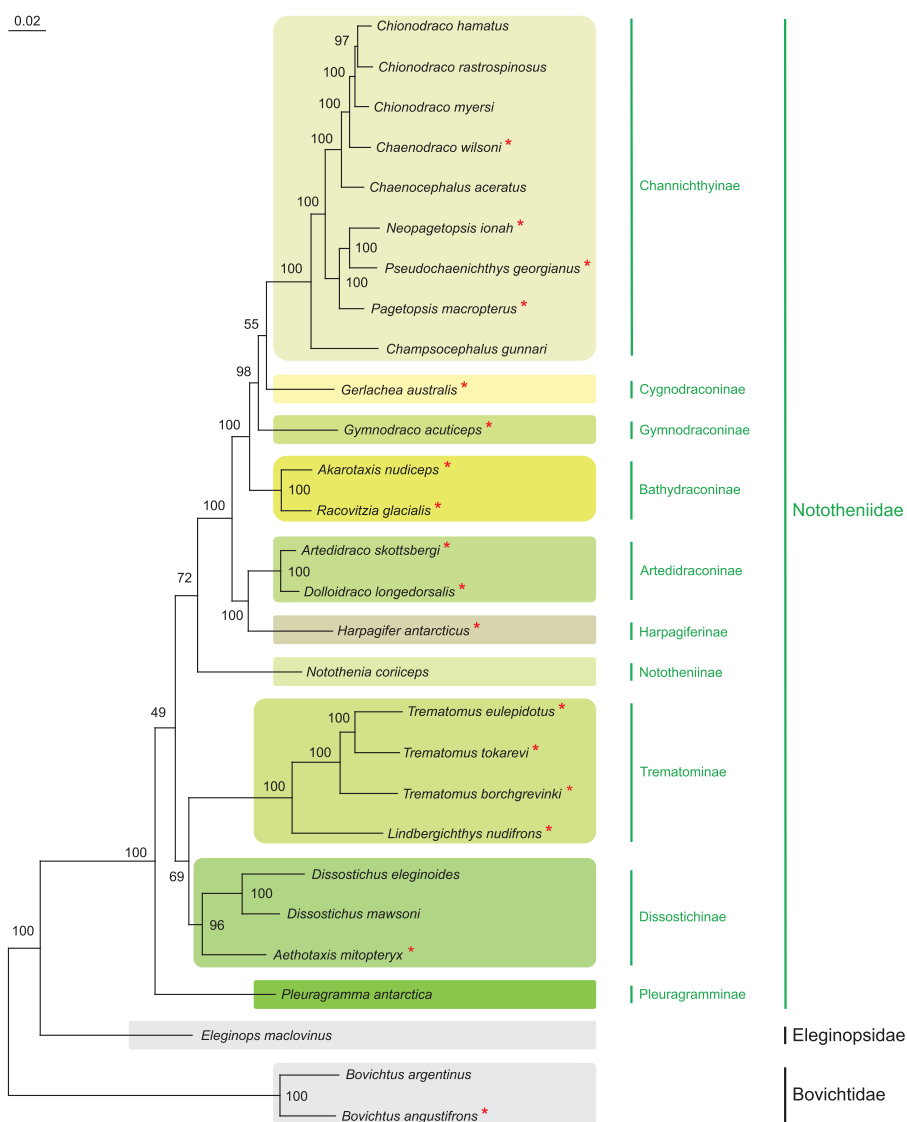 0.02
Chionodraco hamatus
97
Chionodraco rastrospinosus
100
Chionodraco myersi
100
Chaenodraco wilsoni *
100
Chaenocephalus aceratus
Channichthyinae
100
Neopagetopsis ionah *
100
Pseudochaenichthys georgianus *
100
100
Pagetopsis macropterus *
55
Champsocephalus gunnari
98
Gerlachea australis *
Cygnodraconinae
100
Gymnodraco acuticeps *
Gymnodraconinae
Akarotaxis nudiceps *
100
Bathydraconinae
100
Racovitzia glacialis *
Nototheniidae
Artedidraco skottsbergi *
72
100
Artedidraconinae
Dolloidraco longedorsalis *
100
Harpagifer antarcticus *
Harpagiferinae
Notothenia coriiceps
Nototheniinae
49
Trematomus eulepidotus *
100
100
Trematomus tokarevi *
Trematominae
100
Trematomus borchgrevinki *
Lindbergichthys nudifrons *
100
69
Dissostichus eleginoides
100
Dissostichus mawsoni
Dissostichinae
100
96
Aethotaxis mitopteryx *
Pleuragramma antarctica
Pleuragramminae
Eleginops maclovinus
Eleginopsidae
Bovichtus argentinus
100
Bovichtidae
Bovichtus angustifrons *